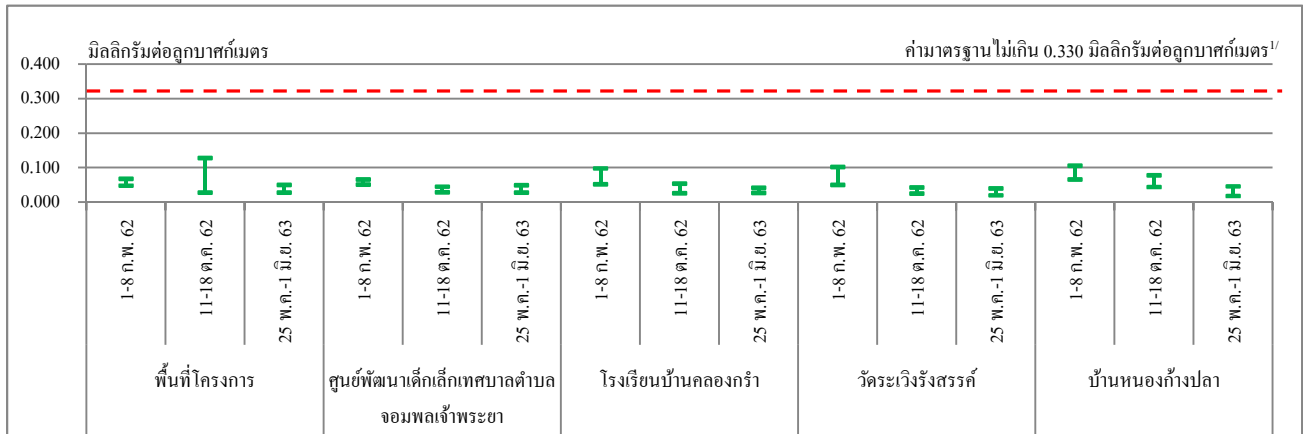 มิลลิกรัมต่อลูกบาศก์เมตร
ค่ามาตรฐานไม่เกิน 0.330 มิลลิกรัมต่อลูกบาศก์เมตร1/
0.400
0.300
0.200
0.100
0.000
1-8 ก.พ. 62
11-18 ต.ค. 62
25 พ.ค.-1 มิ.ย. 63
1-8 ก.พ. 62
11-18 ต.ค. 62
25 พ.ค.-1 มิ.ย. 63
1-8 ก.พ. 62
11-18 ต.ค. 62
25 พ.ค.-1 มิ.ย. 63
1-8 ก.พ. 62
11-18 ต.ค. 62
25 พ.ค.-1 มิ.ย. 63
1-8 ก.พ. 62
11-18 ต.ค. 62
25 พ.ค.-1 มิ.ย. 63
พื้นที่โครงการ
ศูนย์พัฒนาเด็กเล็กเทศบาลตำบล
จอมพลเจ้าพระยา
โรงเรียนบ้านคลองกรำ
วัดระเวิงรังสรรค์
บ้านหนองก้างปลา